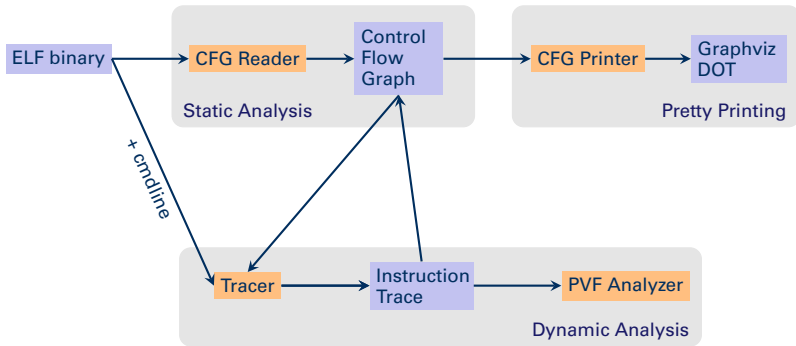 ELF binary
CFG Reader
Control
Flow
Graph
Static Analysis
CFG Printer
Graphviz
DOT
Pretty Printing
+ cmdline
Tracer
Instruction
Trace
PVF Analyzer
Dynamic Analysis